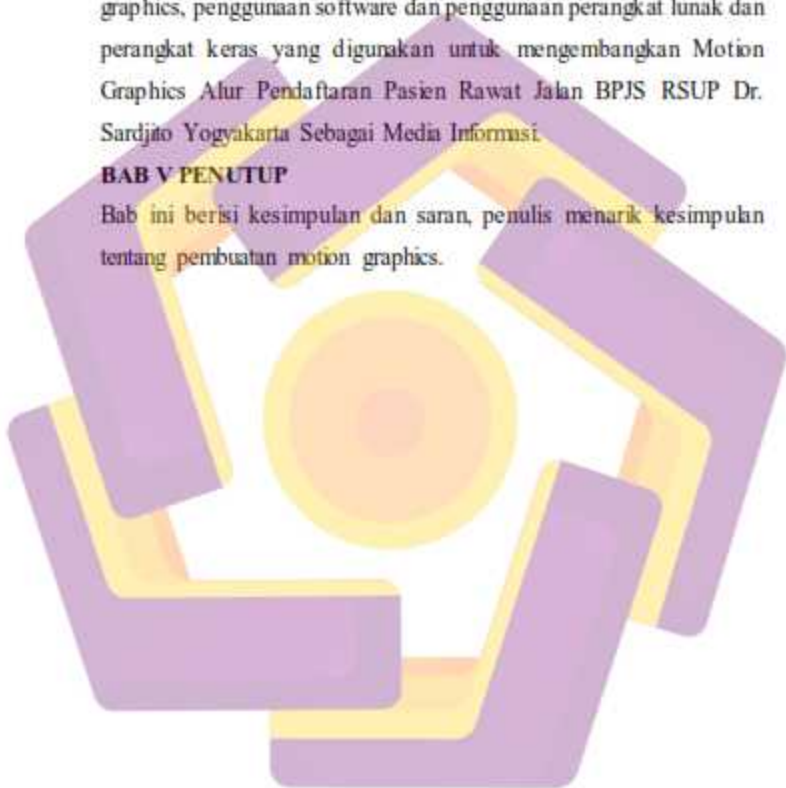 graphics, penggunaan software dan penggunaan perangkat lunak dan
perangkat keras yang digunakan untuk mengembangkan Motion
Graphics Alur Pendaftaran Pasien Rawat Jalan BPJS RSUP Dr.
Sardjito Yogyakarta Sebagai Media Informasi.
BAB V PENUTUP
Bab ini berisi kesimpulan dan saran, penulis menarik kesimpulan
tentang pembuatan motion graphics.